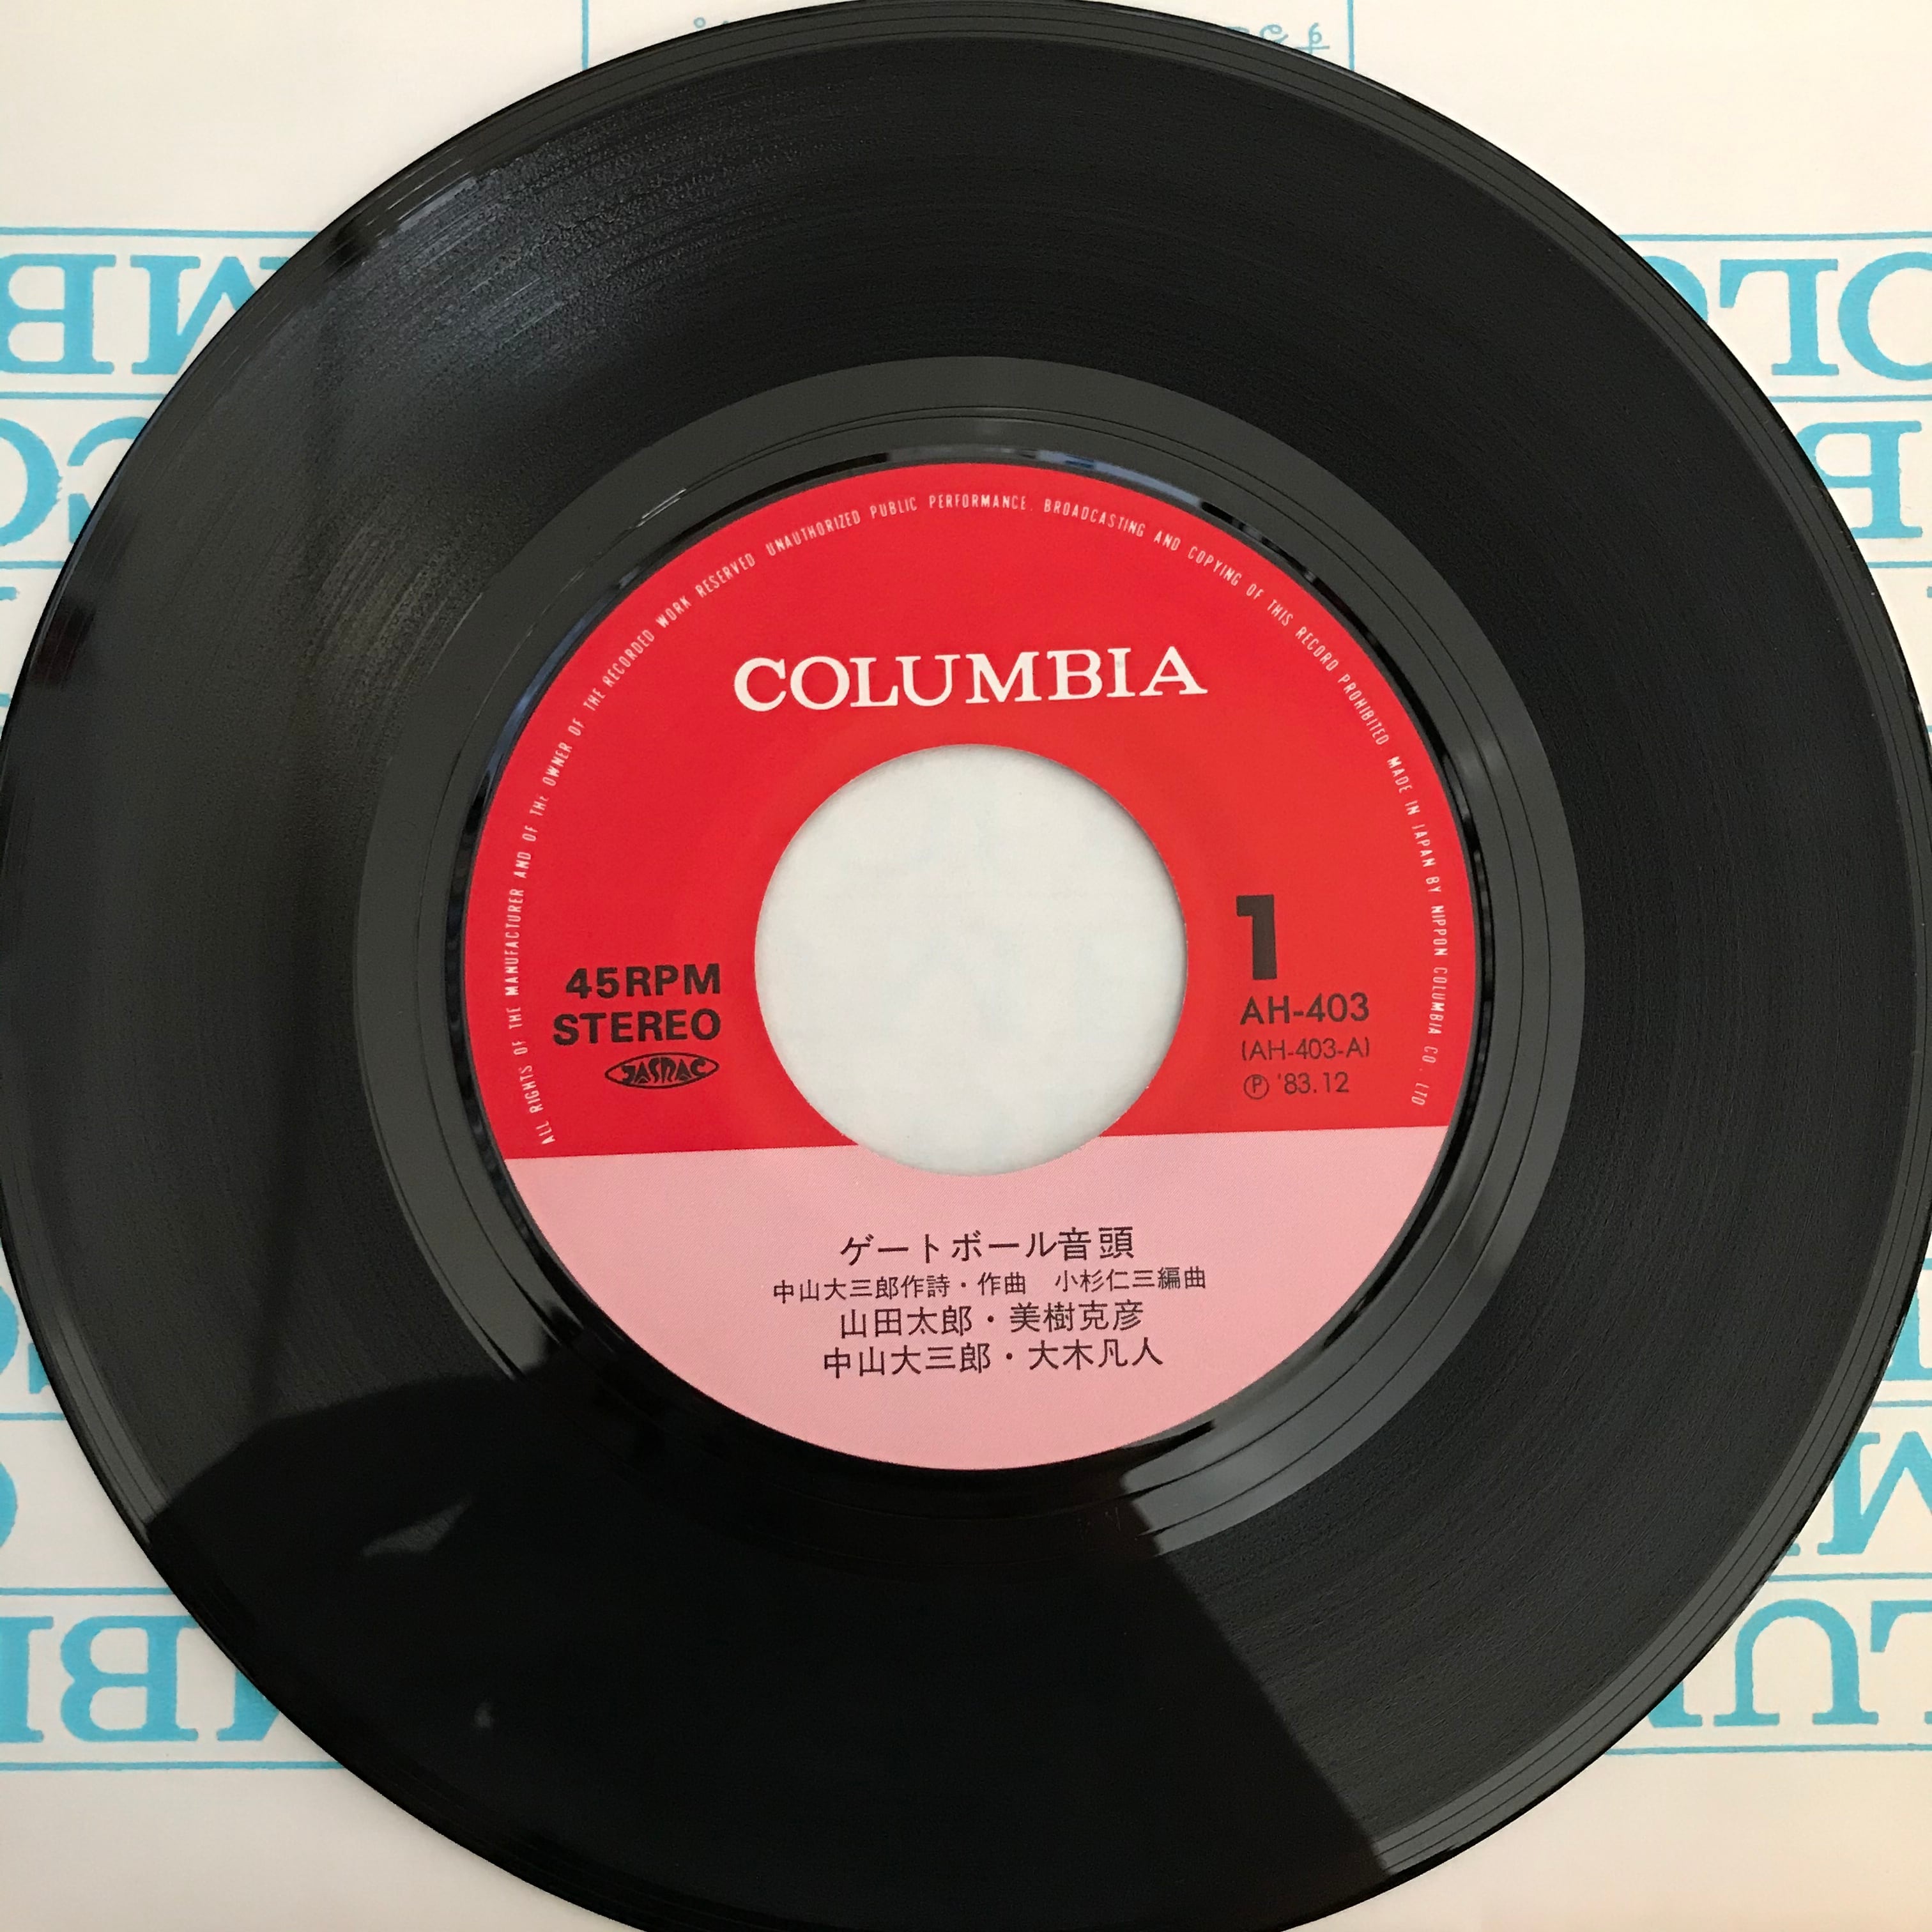 ALL RIGHTS OF THE MANUFACTURER AND OF THE OWNER OF THE RECORDED WORK RESERVED UNAUTHORIZED PUBLIC PERFORMANCE. BROADCASTING AND COPYING OF THIS RECORD PROHIBITED MADE IN JAPAN BY NIPPON COLUMBIA CO., LTD
COLUMBIA
45RPM
STEREO
JASRAC
1
AH-403
(AH-403-A)
Ⓟ '83.12
ゲートボール音頭
中山大三郎作詩・作曲 小杉仁三編曲
山田太郎・美樹克彦
中山大三郎・大木凡人